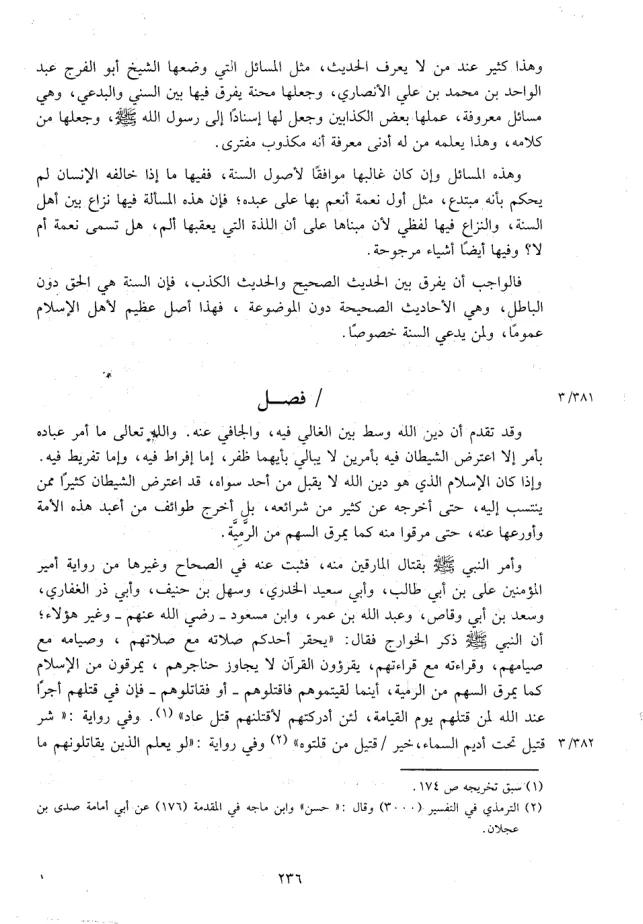 وهذا كثير عند من لا يعرف الحديث، مثل المسائل التي وضعها الشيخ أبو الفرج عبد
الواحد بن محمد بن علي الأنصاري، وجعلها محنة يفرق فيها بين السني والبدعي، وهي
مسائل معروفة، عملها بعض الكذابين وجعل لها إسنادًا إلى رسول الله ﷺ، وجعلها من
كلامه، وهذا يعلمه من له أدنى معرفة أنه مكذوب مفترى.
وهذه المسائل وإن كان غالبها موافقًا لأصول السنة، ففيها ما إذا خالفه الإنسان لم
يحكم بأنه مبتدع، مثل أول نعمة أنعم بها على عبده؛ فإن هذه المسألة فيها نزاع بين أهل
السنة، والنزاع فيها لفظي لأن مبناها على أن اللذة التي يعقبها ألم، هل تسمى نعمة أم
لا؟ وفيها أيضًا أشياء مرجوحة.
فالواجب أن يفرق بين الحديث الصحيح والحديث الكذب، فإن السنة هي الحق دون
الباطل، وهي الأحاديث الصحيحة دون الموضوعة ، فهذا أصل عظيم لأهل الإسلام
عمومًا، ولمن يدعي السنة خصوصًا.
/ فصــل ٣/٣٨١
وقد تقدم أن دين الله وسط بين الغالي فيه، والجافي عنه. والله تعالى ما أمر عباده
بأمر إلا اعترض الشيطان فيه بأمرين لا يبالي بأيهما ظفر، إما إفراط فيه، وإما تفريط فيه.
وإذا كان الإسلام الذي هو دين الله لا يقبل من أحد سواه، قد اعترض الشيطان كثيرًا ممن
ينتسب إليه، حتى أخرجه عن كثير من شرائعه، بل أخرج طوائف من أعبد هذه الأمة
وأورعها عنه، حتى مرقوا منه كما يمرق السهم من الرَّمِيَّة.
وأمر النبي ﷺ بقتال المارقين منه، فثبت عنه في الصحاح وغيرها من رواية أمير
المؤمنين على بن أبي طالب، وأبي سعيد الخدري، وسهل بن حنيف، وأبي ذر الغفاري،
وسعد بن أبي وقاص، وعبد الله بن عمر، وابن مسعود ـ رضي الله عنهم ـ وغير هؤلاء؛
أن النبي ﷺ ذكر الخوارج فقال: «يحقر أحدكم صلاته مع صلاتهم ، وصيامه مع
صيامهم، وقراءته مع قراءتهم، يقرؤون القرآن لا يجاوز حناجرهم ، يمرقون من الإسلام
كما يمرق السهم من الرمية، أينما لقيتموهم فاقتلوهم ـ أو فقاتلوهم ـ فإن في قتلهم أجرًا
عند الله لمن قتلهم يوم القيامة، لئن أدركتهم لأقتلنهم قتل عاد» (١). وفي رواية :« شر
قتيل تحت أديم السماء، خير / قتيل من قلتوه» (٢) وفي رواية :«لو يعلم الذين يقاتلونهم ما ٣/٣٨٢
(١) سبق تخريجه ص ١٧٤.
(٢) الترمذي في التفسير (٣٠٠٠) وقال :« حسن» وابن ماجه في المقدمة (١٧٦) عن أبي أمامة صدى بن
عجلان.
٢٣٦